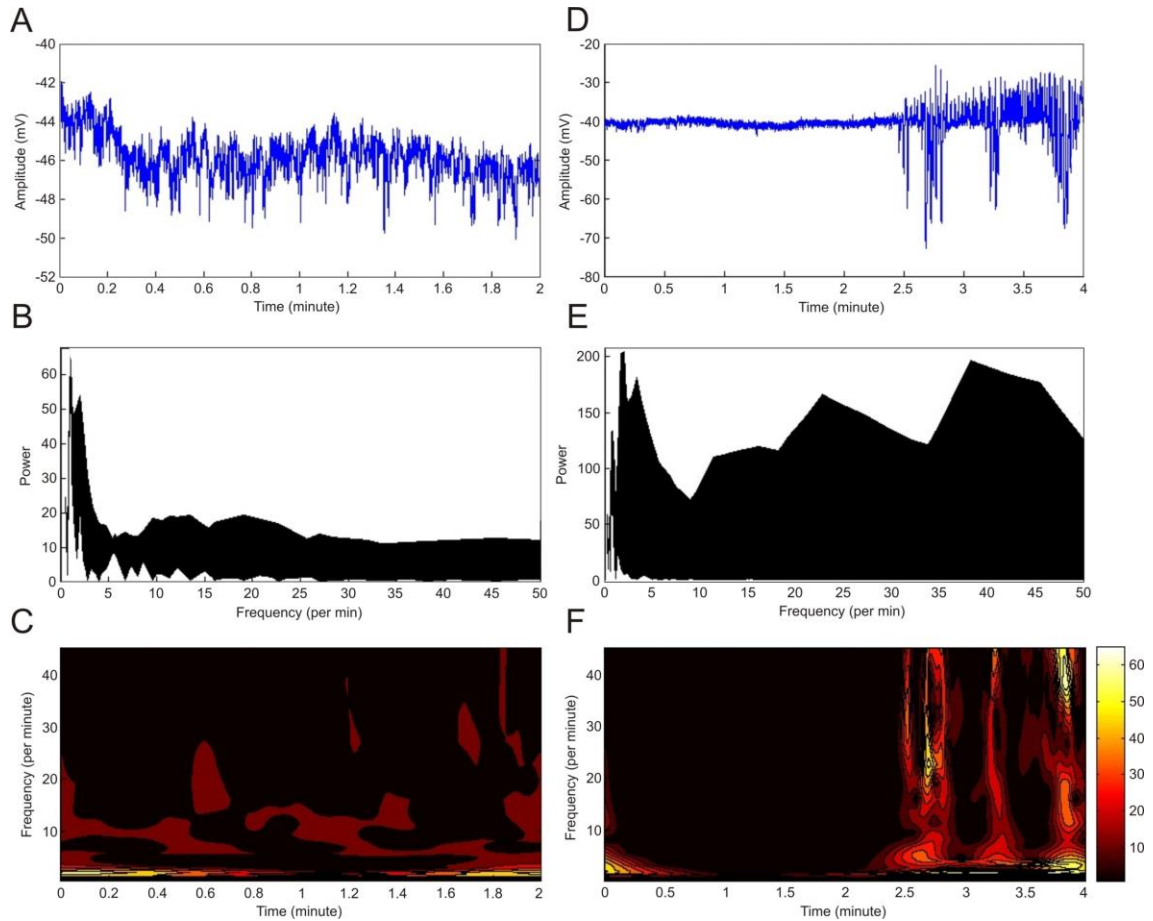 A
-40
-42
-44
-46
-48
-50
-52
Amplitude (mV)
0 0.2 0.4 0.6 0.8 1 1.2 1.4 1.6 1.8 2
Time (minute)
D
-20
-30
-40
-50
-60
-70
-80
Amplitude (mV)
0 0.5 1 1.5 2 2.5 3 3.5 4
Time (minute)
B
60
50
40
30
20
10
0
Power
0 5 10 15 20 25 30 35 40 45 50
Frequency (per min)
E
200
150
100
50
0
Power
0 5 10 15 20 25 30 35 40 45 50
Frequency (per min)
C
40
30
20
10
Frequency (per minute)
0 0.2 0.4 0.6 0.8 1 1.2 1.4 1.6 1.8 2
Time (minute)
F
40
30
20
10
Frequency (per minute)
0 0.5 1 1.5 2 2.5 3 3.5 4
Time (minute)
60
50
40
30
20
10